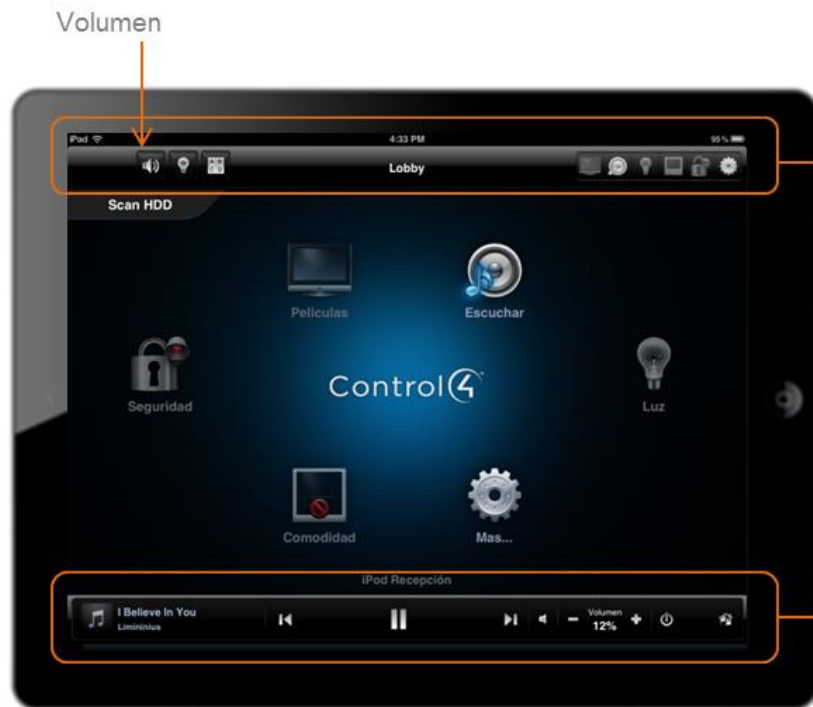 Volumen
iPad
4:33 PM
95 %
Lobby
Scan HDD
Peliculas
Escuchar
Seguridad
Control4
Luz
Comodidad
Mas...
iPod Recepción
I Believe In You
Limininius
Volumen
12%